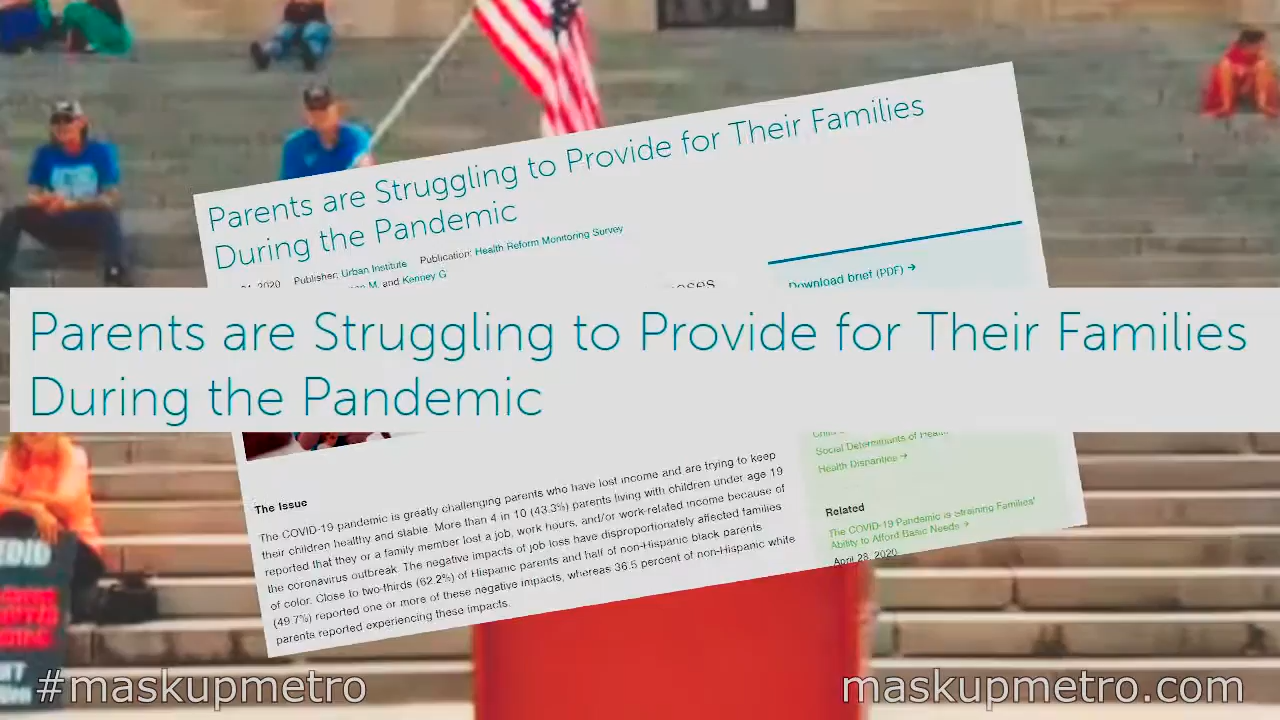 Parents are Struggling to Provide for Their Families
During the Pandemic
2020 Publisher: Urban Institute Publication: Health Reform Monitoring Survey
M. and Kenney G
Download brief (PDF) →
Parents are Struggling to Provide for Their Families
During the Pandemic
Social Determinants of Health
Health Disparities →
The Issue
The COVID-19 pandemic is greatly challenging parents who have lost income and are trying to keep
their children healthy and stable. More than 4 in 10 (43.3%) parents living with children under age 19
reported that they or a family member lost a job, work hours, and/or work-related income because of
the coronavirus outbreak. The negative impacts of job loss have disproportionately affected families
of color. Close to two-thirds (62.2%) of Hispanic parents and half of non-Hispanic black parents
(49.7%) reported one or more of these negative impacts, whereas 36.5 percent of non-Hispanic white
parents reported experiencing these impacts.
Related
The COVID-19 Pandemic is Straining Families'
Ability to Afford Basic Needs →
April 28, 2020
#maskupmetro
maskupmetro.com